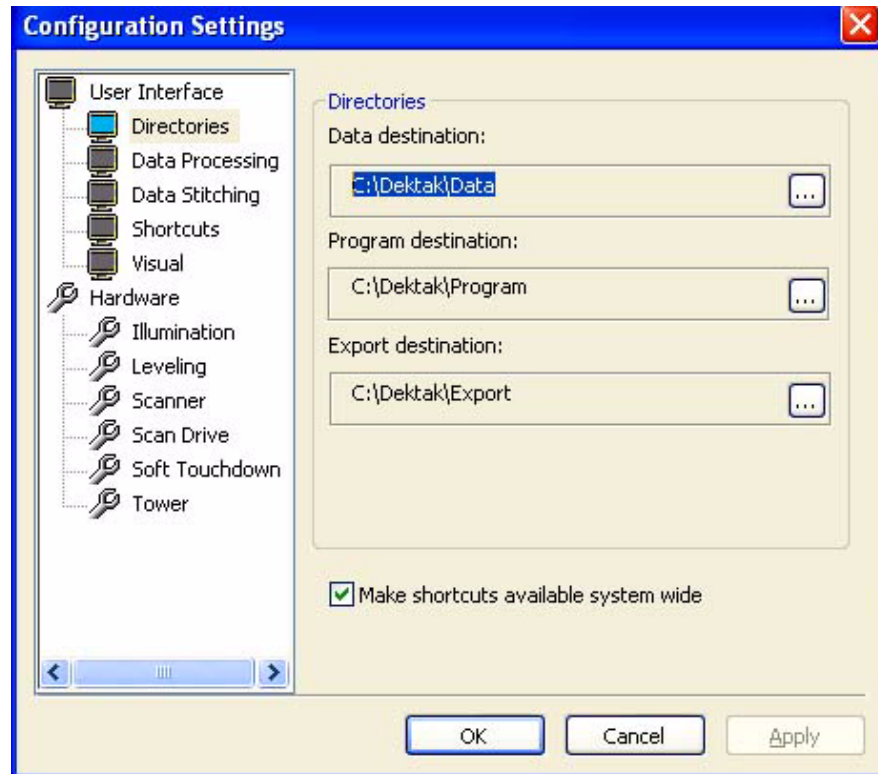 Configuration Settings
User Interface
Directories
Data Processing
Data Stitching
Shortcuts
Visual
Hardware
Illumination
Leveling
Scanner
Scan Drive
Soft Touchdown
Tower
Directories
Data destination:
C:\Dektak\Data
...
Program destination:
C:\Dektak\Program
...
Export destination:
C:\Dektak\Export
...
Make shortcuts available system wide
OK
Cancel
Apply